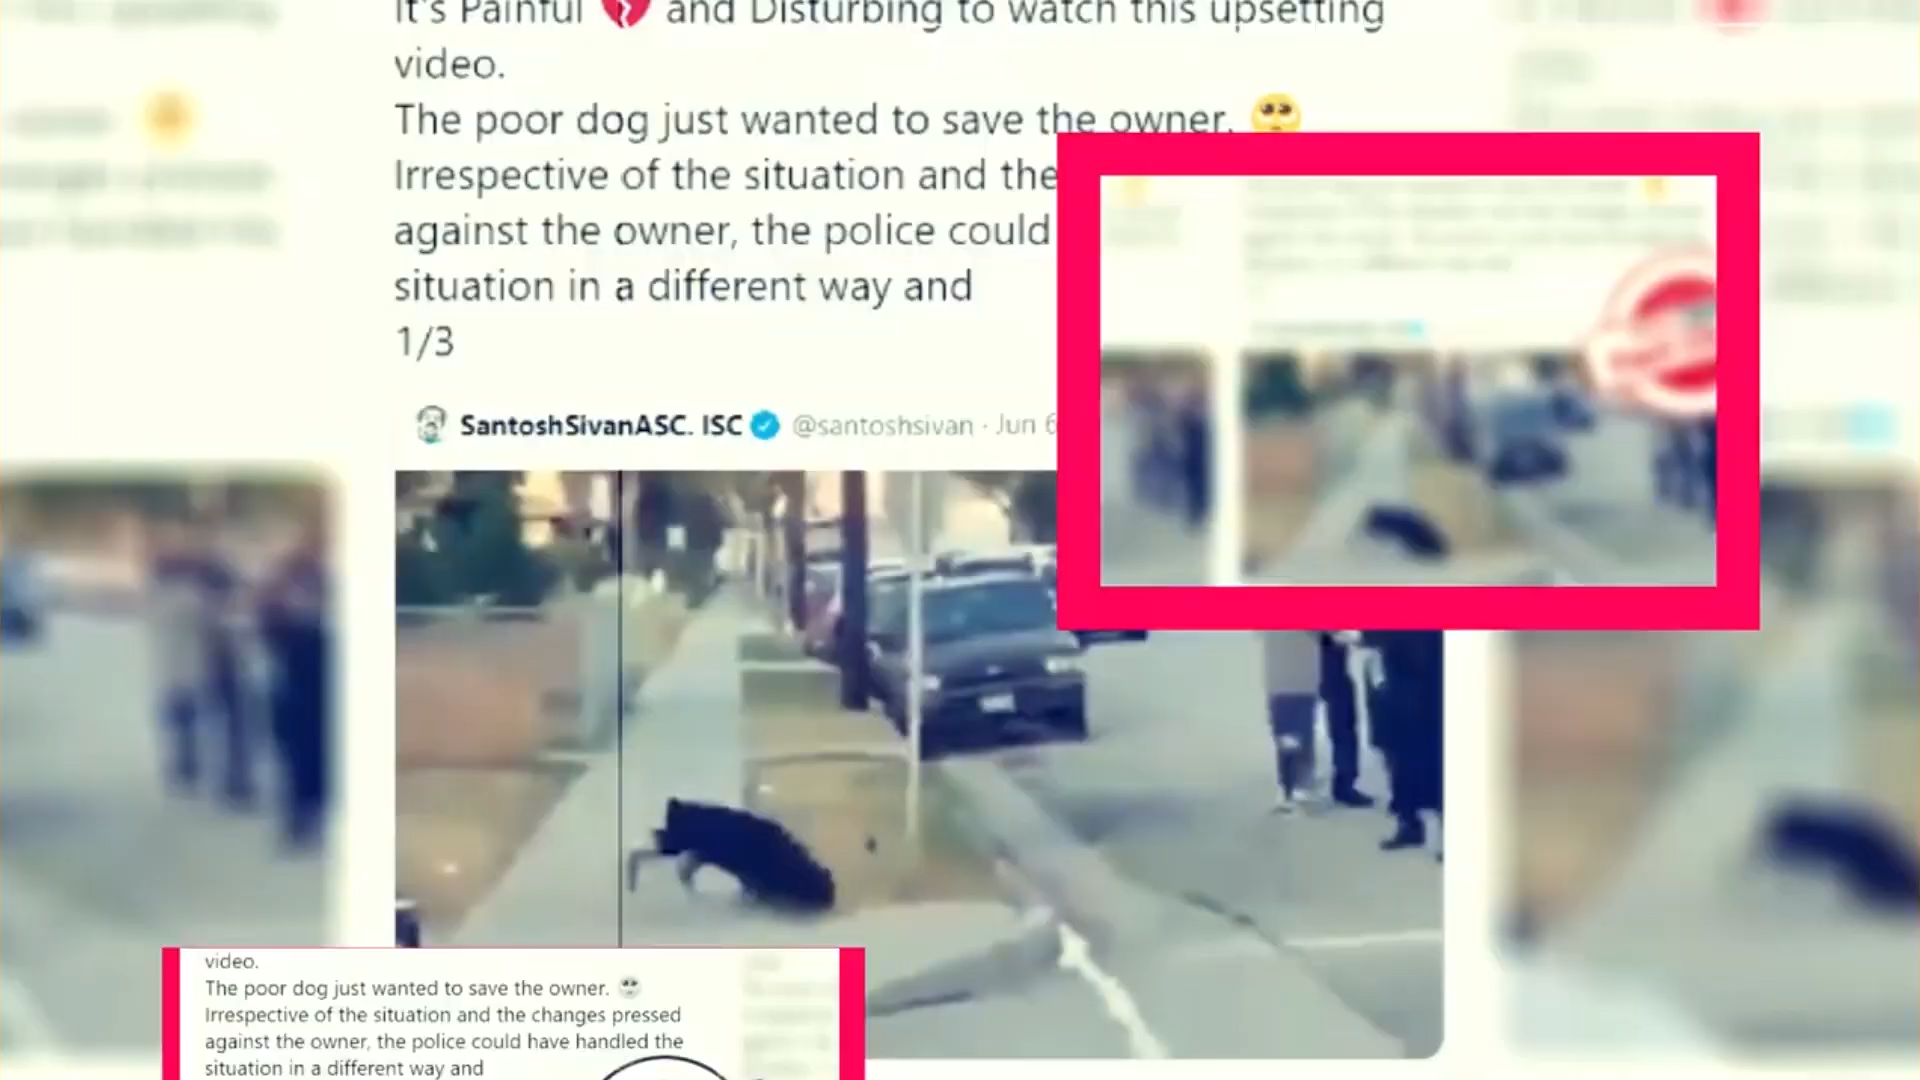 It's Painful 💔 and Disturbing to watch this upsetting
video.
The poor dog just wanted to save the owner. 🥺
Irrespective of the situation and the
against the owner, the police could
situation in a different way and
1/3
SantoshSivanASC. ISC @santoshsivan · Jun 6
video.
The poor dog just wanted to save the owner. 🥺
Irrespective of the situation and the changes pressed
against the owner, the police could have handled the
situation in a different way and